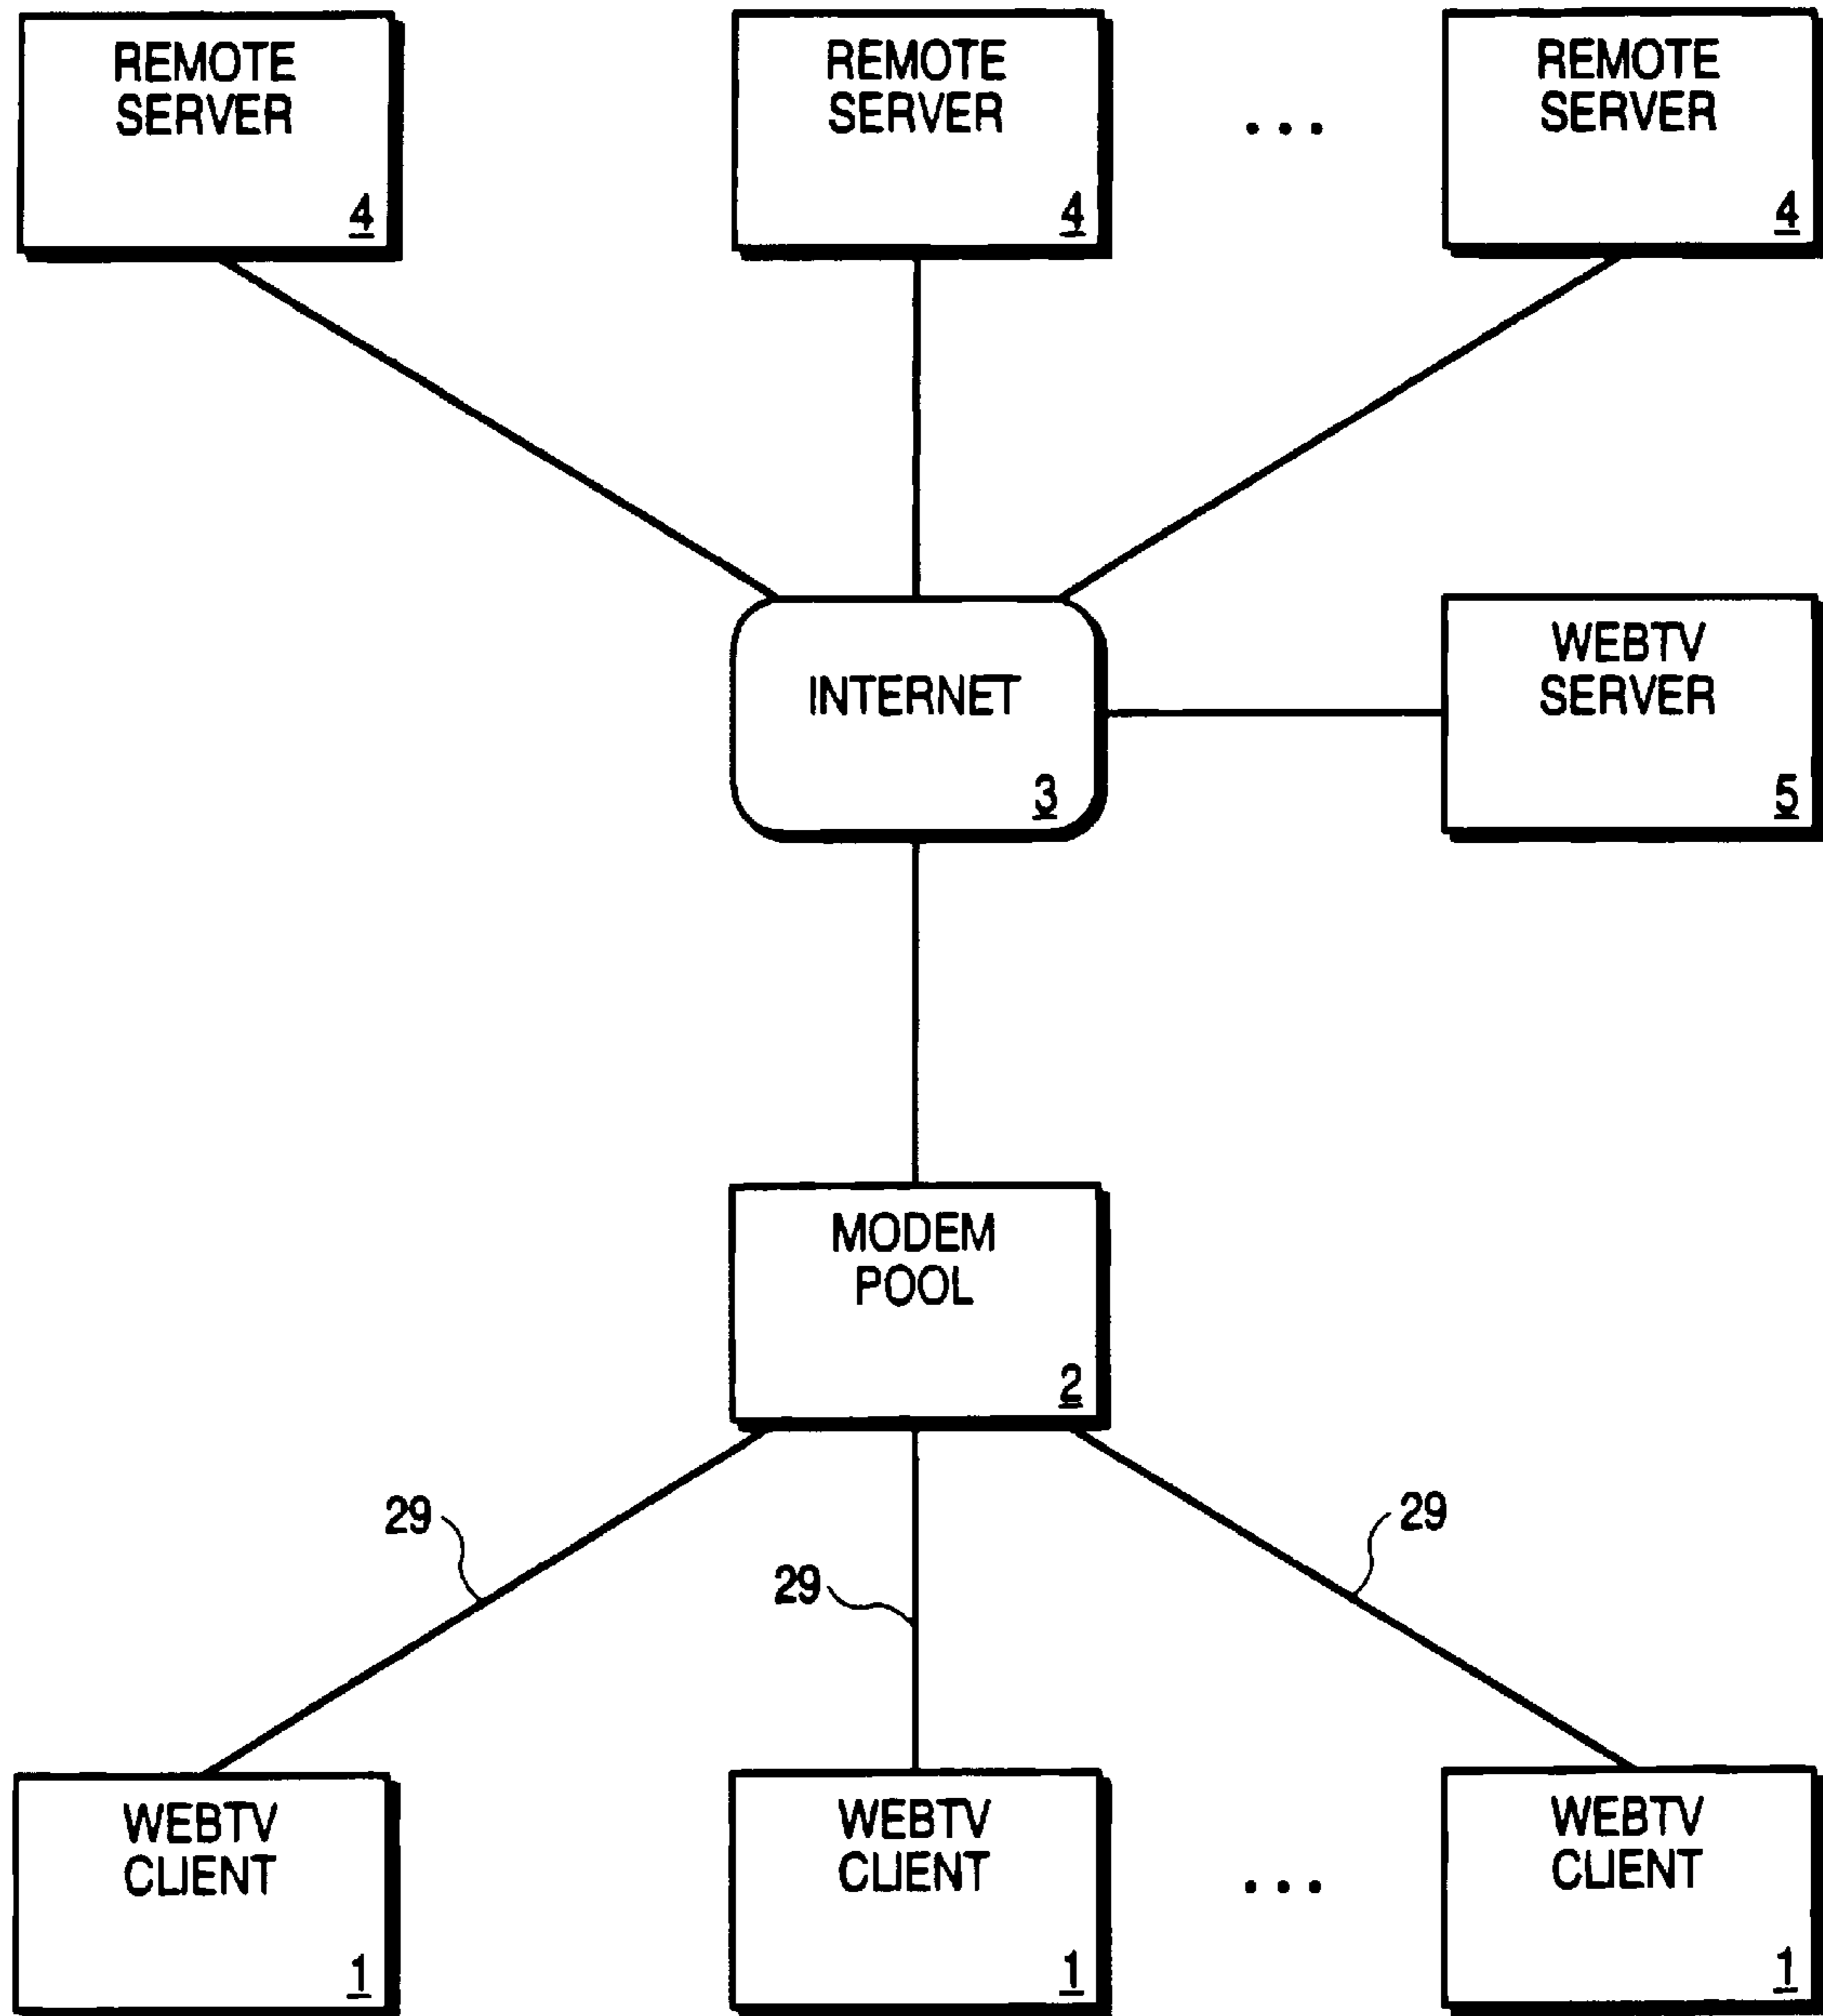 REMOTE
SERVER
4
REMOTE
SERVER
4
...
REMOTE
SERVER
4
INTERNET
3
WEBTV
SERVER
5
MODEM
POOL
2
29
29
29
WEBTV
CLIENT
1
WEBTV
CLIENT
1
...
WEBTV
CLIENT
1